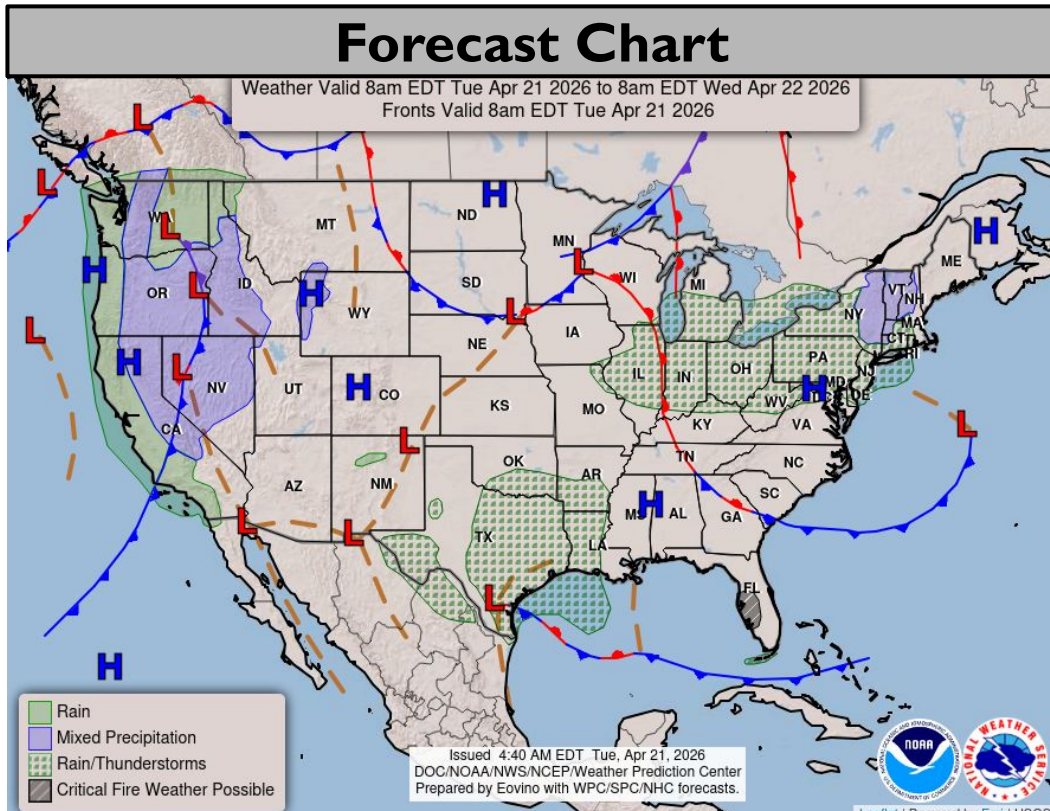 Forecast Chart
Weather Valid 8am EDT Tue Apr 21 2026 to 8am EDT Wed Apr 22 2026
Fronts Valid 8am EDT Tue Apr 21 2026
L
L
H
ND
MT
MN
H
ME
L
L
H
WI
MI
VT
NH
OR
L
ID
H
WY
SD
L
NY
MA
L
IA
CT
RI
H
L
NE
PA
NJ
NV
UT
H
CO
IL
IN
OH
MD
H
DE
WV
KS
MO
KY
VA
CA
L
L
TN
NC
AZ
NM
OK
AR
SC
L
L
MS
H
AL
GA
TX
LA
L
FL
H
Rain
Mixed Precipitation
Rain/Thunderstorms
Critical Fire Weather Possible
Issued 4:40 AM EDT Tue, Apr 21, 2026
DOC/NOAA/NWS/NCEP/Weather Prediction Center
Prepared by Eovino with WPC/SPC/NHC forecasts.
NOAA
NATIONAL WEATHER SERVICE